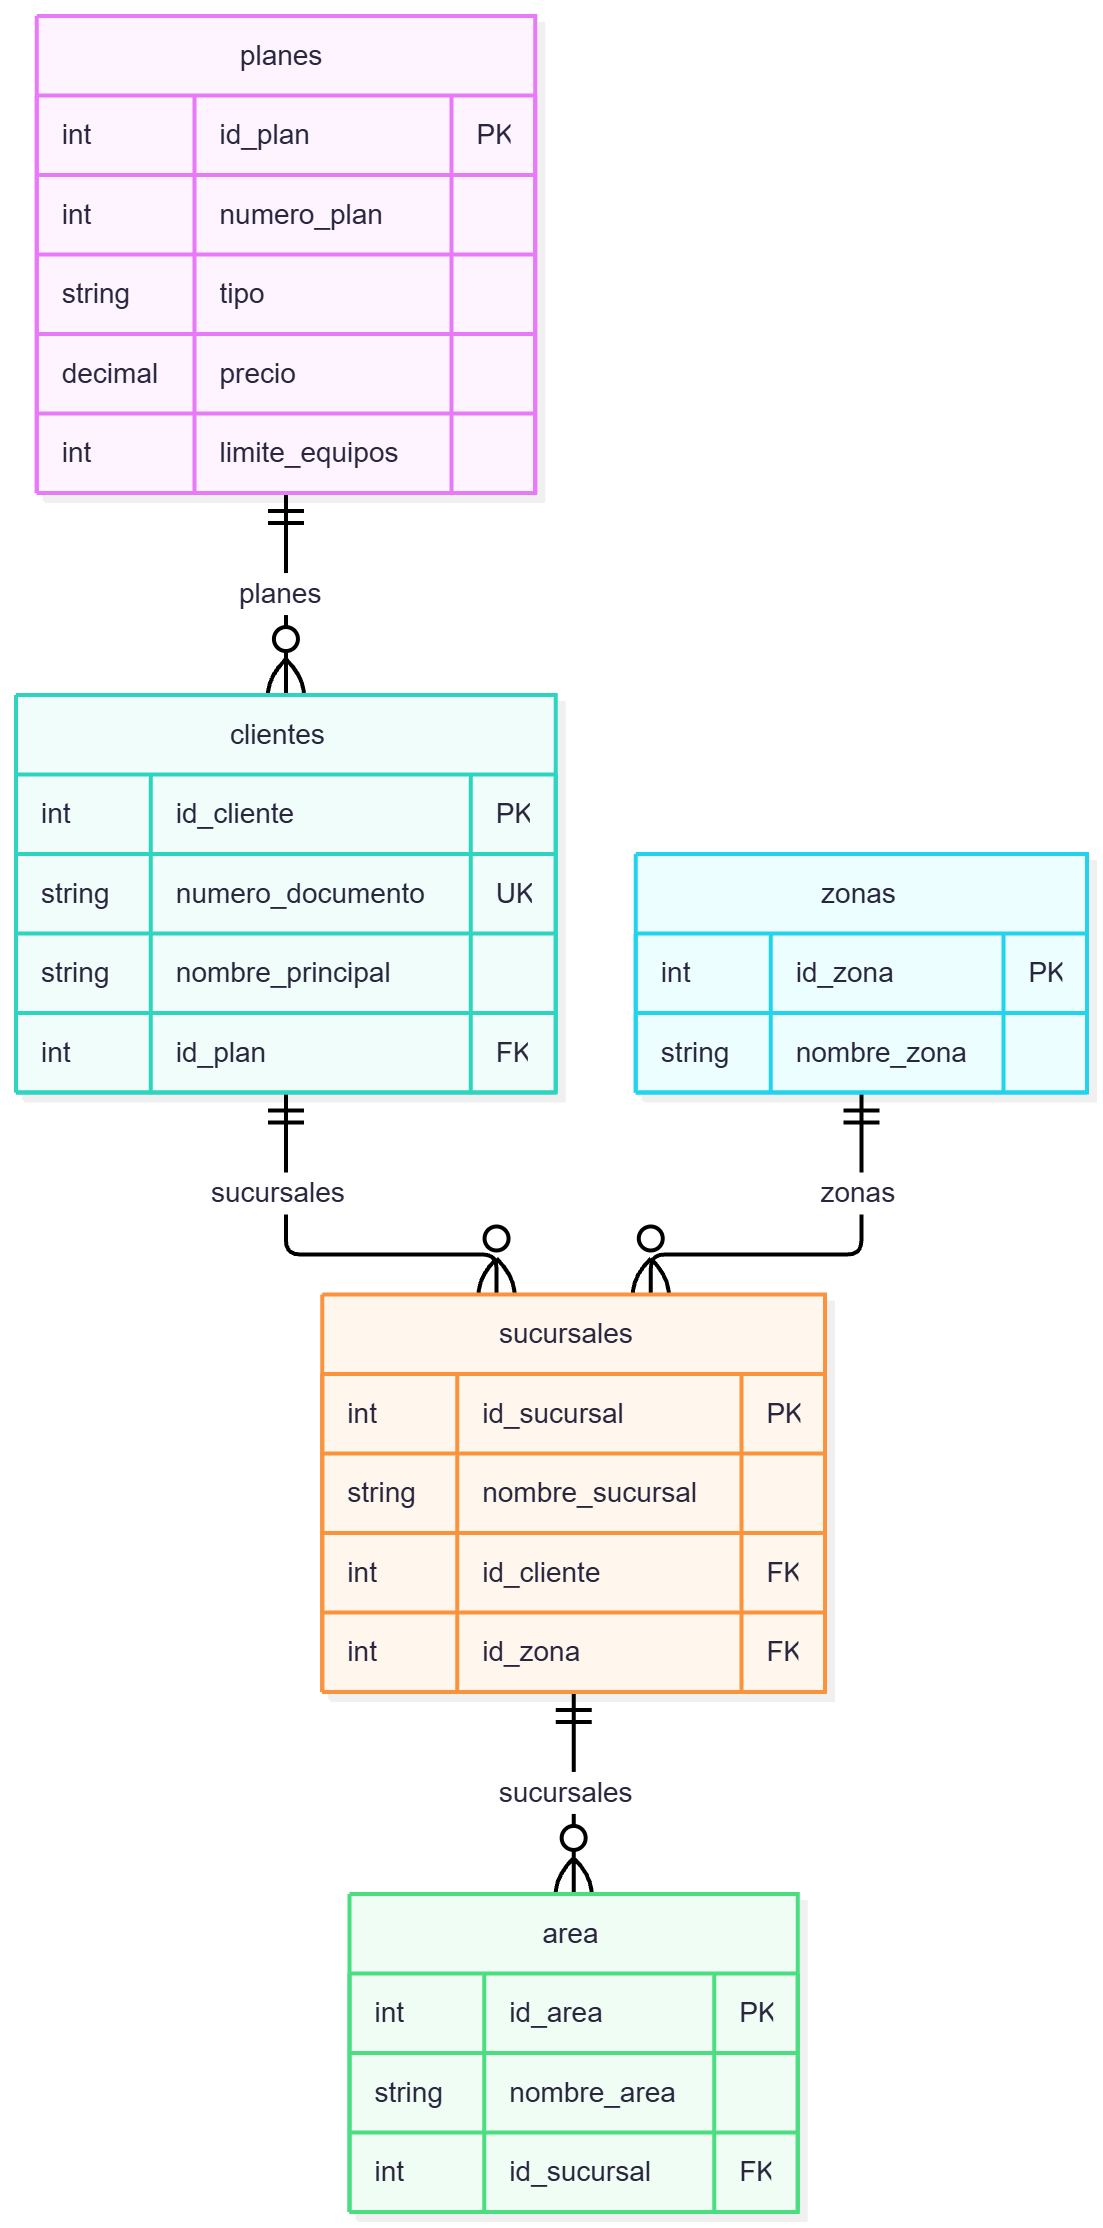 planes
int id_plan PK
int numero_plan
string tipo
decimal precio
int limite_equipos
planes
clientes
int id_cliente PK
string numero_documento UK
string nombre_principal
int id_plan FK
zonas
int id_zona PK
string nombre_zona
sucursales
zonas
sucursales
int id_sucursal PK
string nombre_sucursal
int id_cliente FK
int id_zona FK
sucursales
area
int id_area PK
string nombre_area
int id_sucursal FK